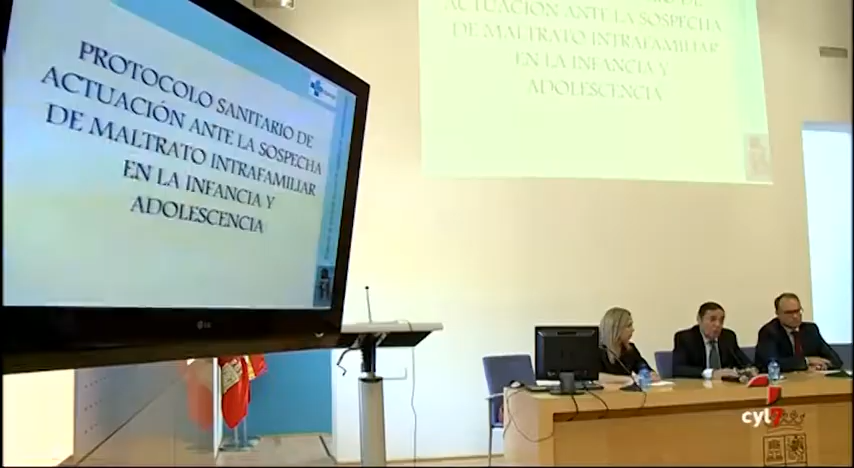 PROTOCOLO SANITARIO DE
ACTUACIÓN ANTE LA SOSPECHA
DE MALTRATO INTRAFAMILIAR
EN LA INFANCIA Y
ADOLESCENCIA
ACTUACIÓN ANTE LA SOSPECHA
DE MALTRATO INTRAFAMILIAR
EN LA INFANCIA Y
ADOLESCENCIA
LG
cyl7